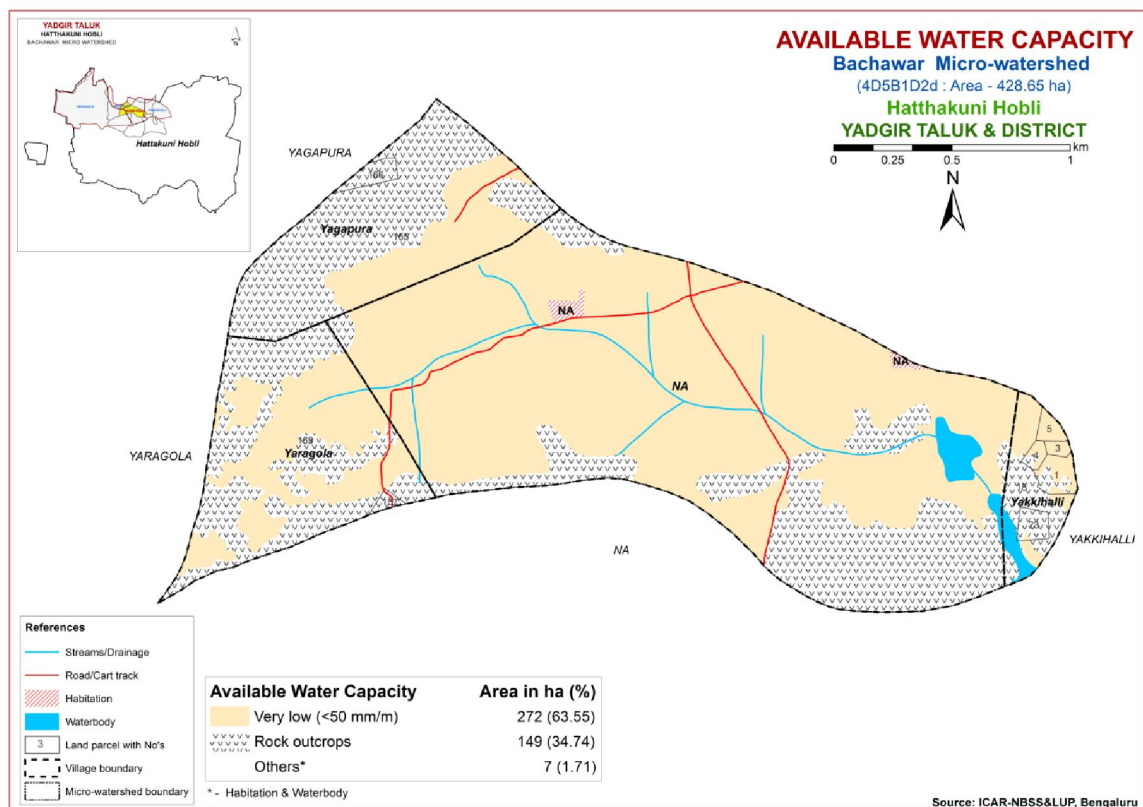 YADGIR TALUK
HATTHAKUNI HOBLI
BACHAWAR MICRO WATERSHED
N
Hattakuni Hobli
AVAILABLE WATER CAPACITY
Bachawar Micro-watershed
(4D5B1D2d : Area - 428.65 ha)
Hatthakuni Hobli
YADGIR TALUK & DISTRICT
0 0.25 0.5 1 km
N
YAGAPURA
166
Yagapura
165
NA
NA
NA
YARAGOLA
169
Yaragola
5
3
4
1
Yakkihalli
YAKKIHALLI
NA
References
Streams/Drainage
Road/Cart track
Habitation
Waterbody
3 Land parcel with No's
Village boundary
Micro-watershed boundary
Available Water Capacity Area in ha (%)
Very low (<50 mm/m) 272 (63.55)
Rock outcrops 149 (34.74)
Others* 7 (1.71)
* - Habitation & Waterbody
Source: ICAR-NBSS&LUP, Bengaluru